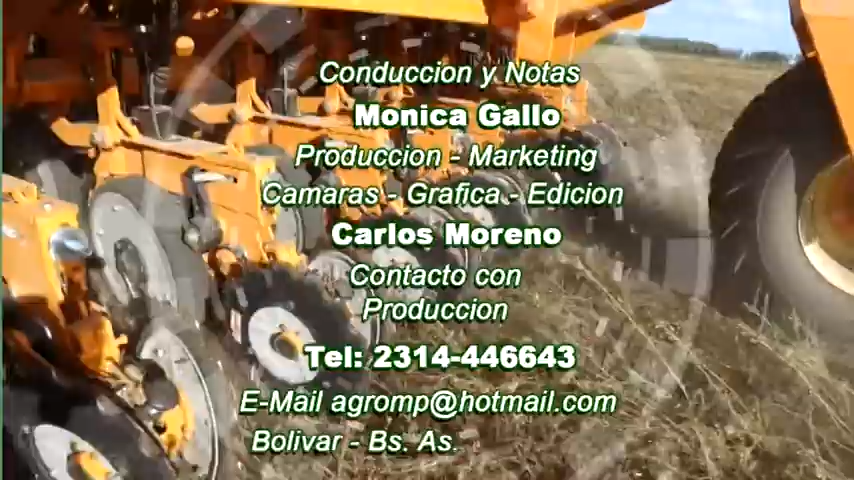 Conduccion y Notas
Monica Gallo
Produccion - Marketing
Camaras - Grafica - Edicion
Carlos Moreno
Contacto con
Produccion
Tel: 2314-446643
E-Mail agromp@hotmail.com
Bolivar - Bs. As.